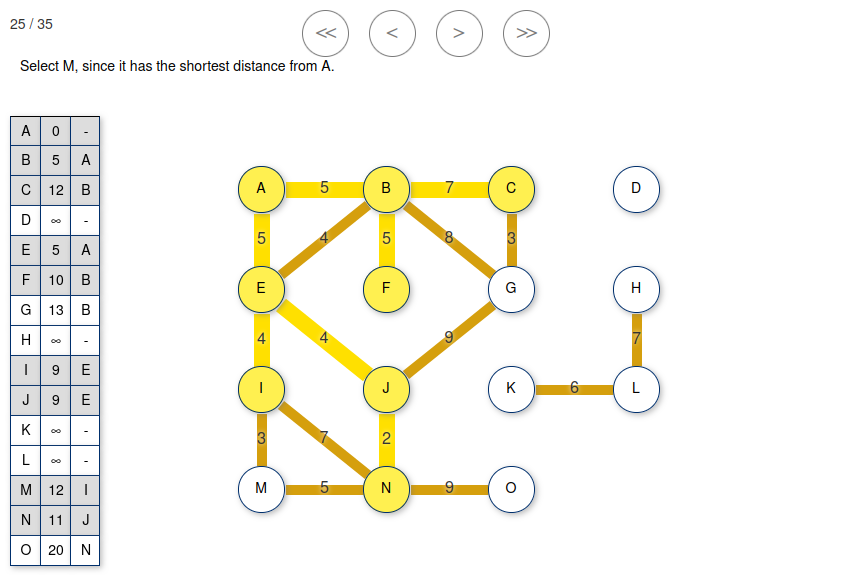 25 / 35
<< < > >>
Select M, since it has the shortest distance from A.
A 0 -
B 5 A
C 12 B
D ∞ -
E 5 A
F 10 B
G 13 B
H ∞ -
I 9 E
J 9 E
K ∞ -
L ∞ -
M 12 I
N 11 J
O 20 N
A 5 B 7 C D
5 4 5 8 3
E F G H
4 4 9 7
I J K 6 L
3 7 2
M 5 N 9 O